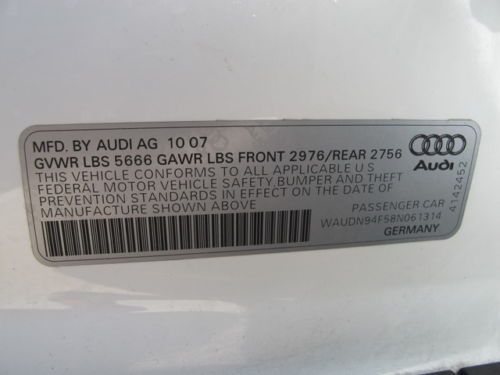 MFD. BY AUDI AG 10 07
GVWR LBS 5666 GAWR LBS FRONT 2976/REAR 2756
THIS VEHICLE CONFORMS TO ALL APPLICABLE U S
FEDERAL MOTOR VEHICLE SAFETY, BUMPER AND THEFT
PREVENTION STANDARDS IN EFFECT ON THE DATE OF
MANUFACTURE SHOWN ABOVE
Audi
4142452
PASSENGER CAR
WAUDN94F58N061314
GERMANY